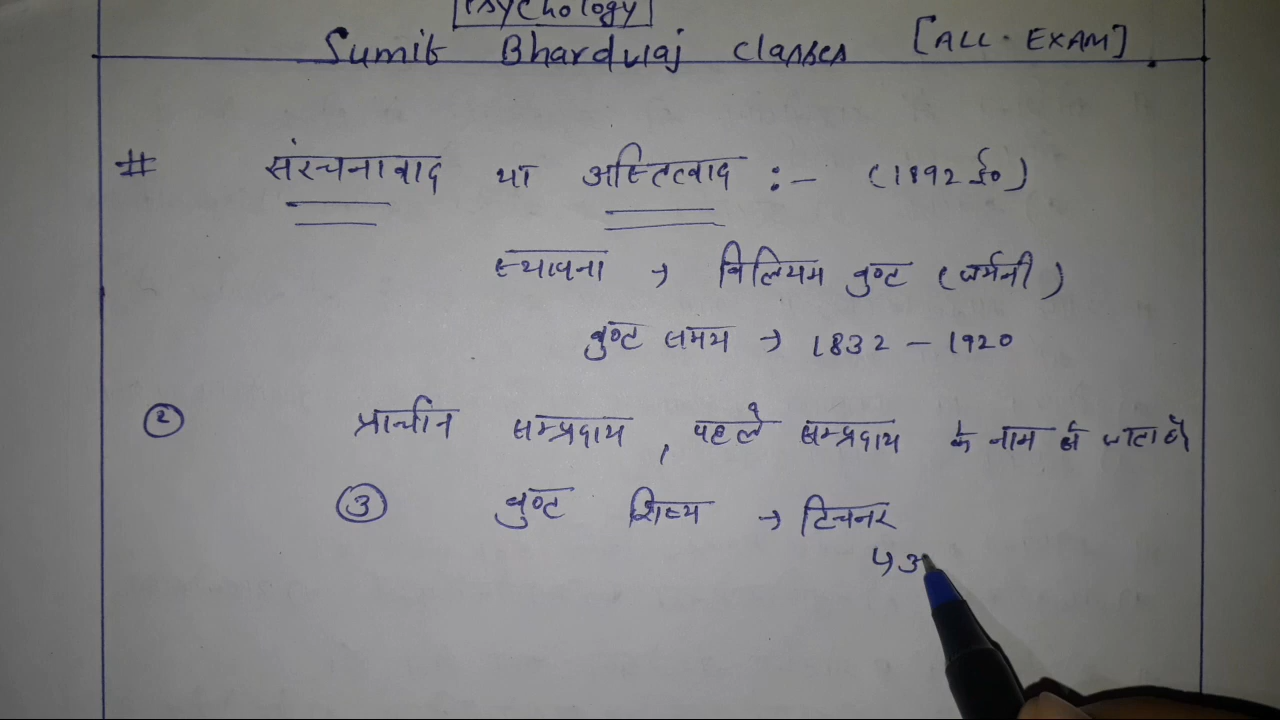 Psychology
Sumit Bhardwaj Classes [ALL. EXAM]
# संरचनावाद या अस्तित्ववाद :- (1892 ई०)
स्थापना → विलियम वुण्ट (जर्मनी)
वुण्ट समय → 1832 - 1920
② प्राचीन सम्प्रदाय, पहले सम्प्रदाय के नाम से जाता है
③ वुण्ट शिष्य → टिचनर
↳ अ